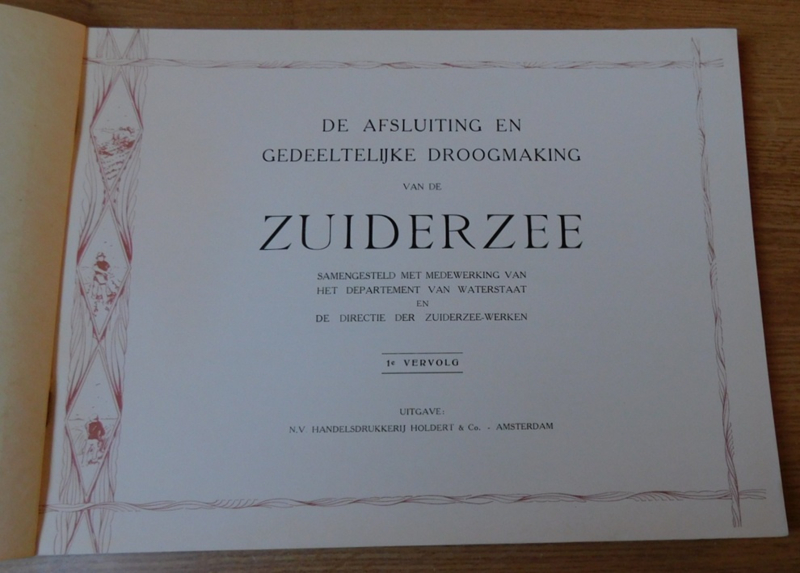 DE AFSLUITING EN
GEDEELTELIJKE DROOGMAKING
VAN DE
ZUIDERZEE
SAMENGESTELD MET MEDEWERKING VAN
HET DEPARTEMENT VAN WATERSTAAT
EN
DE DIRECTIE DER ZUIDERZEE-WERKEN
1e VERVOLG
UITGAVE:
N.V HANDELSDRUKKERIJ HOLDERT & Co. - AMSTERDAM